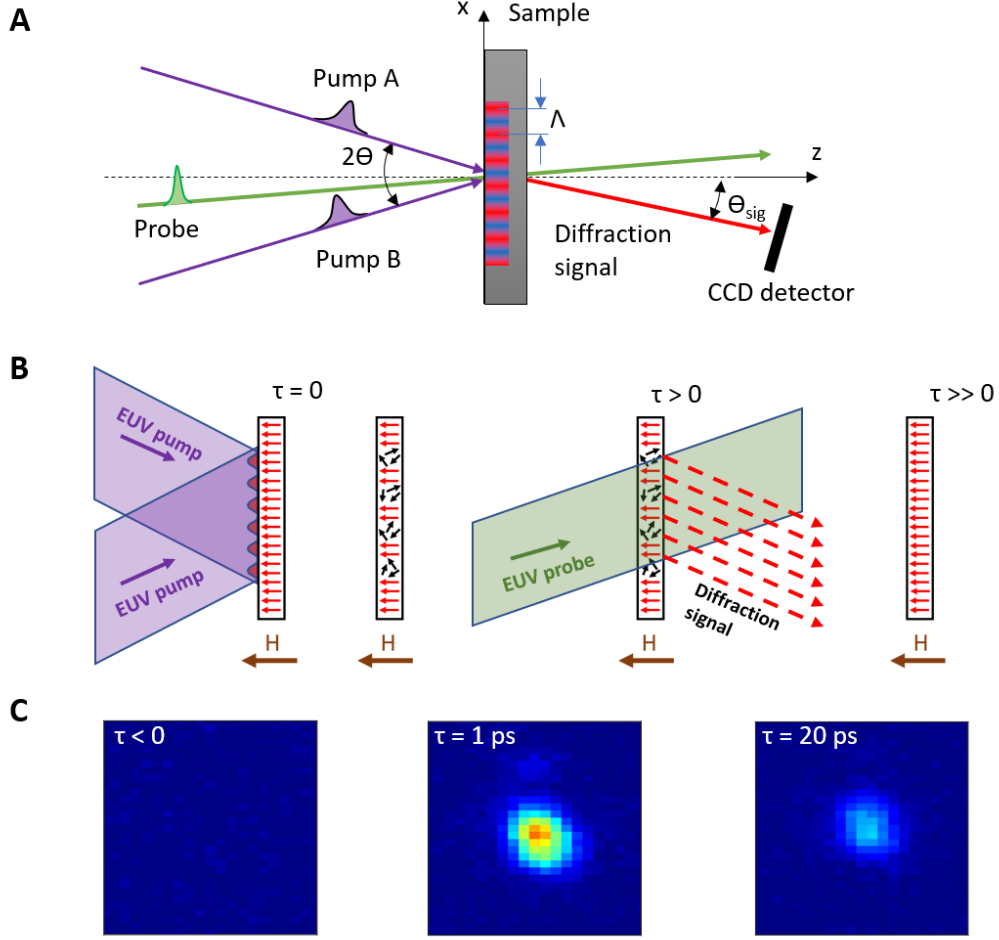 A
x
Sample
Pump A
Λ
2Θ
z
Probe
Θsig
Pump B
Diffraction
signal
CCD detector
B
τ = 0
τ > 0
τ >> 0
EUV pump
EUV pump
EUV probe
Diffraction
signal
H
H
H
H
C
τ < 0
τ = 1 ps
τ = 20 ps